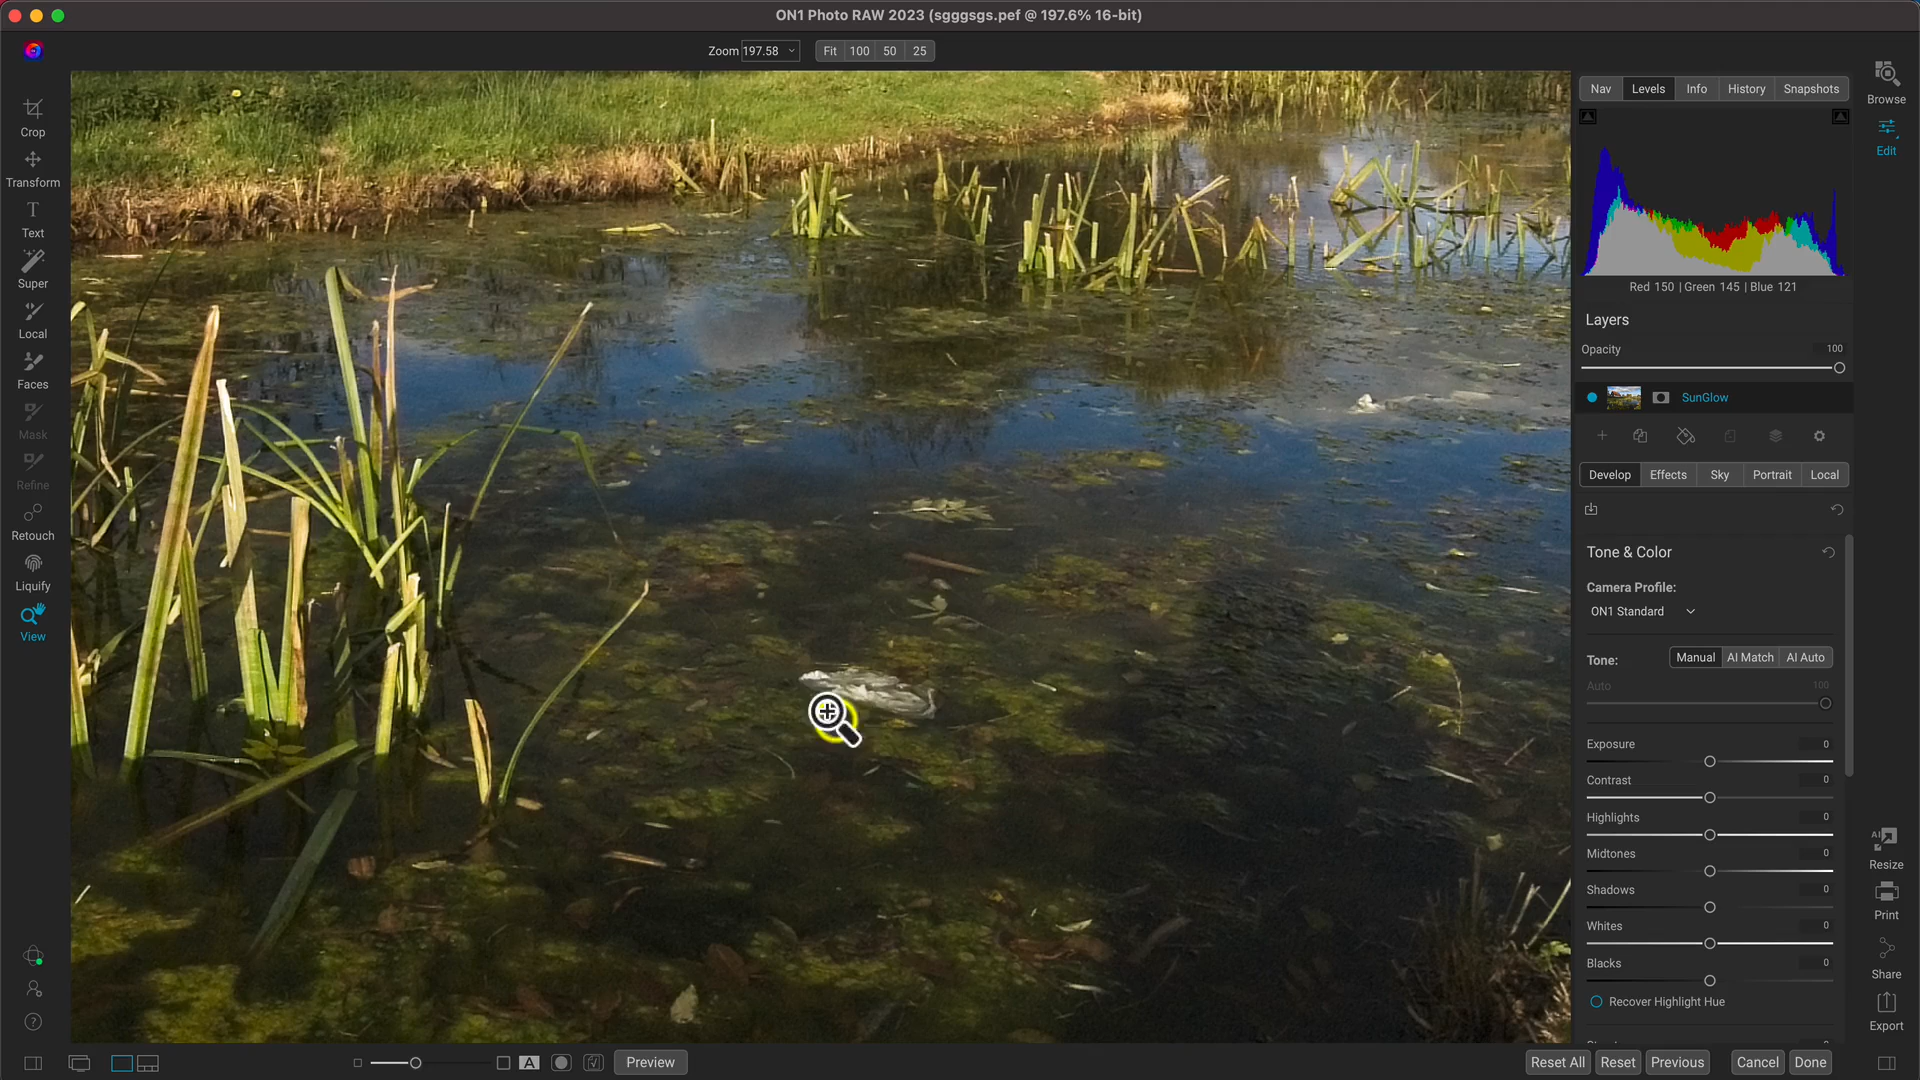 ON1 Photo RAW 2023 (sgggsgs.pef @ 197.6% 16-bit)
Zoom 197.58 Fit 100 50 25
Crop
Transform
Text
Super
Local
Faces
Mask
Refine
Retouch
Liquify
View
Nav Levels Info History Snapshots
Red 150 | Green 145 | Blue 121
Layers
Opacity 100
SunGlow
Develop Effects Sky Portrait Local
Tone & Color
Camera Profile:
ON1 Standard
Tone: Manual AI Match AI Auto
Auto 100
Exposure 0
Contrast 0
Highlights 0
Midtones 0
Shadows 0
Whites 0
Blacks 0
Recover Highlight Hue
Browse
Edit
AI
Resize
Print
Share
Export
A Preview
Reset All Reset Previous Cancel Done